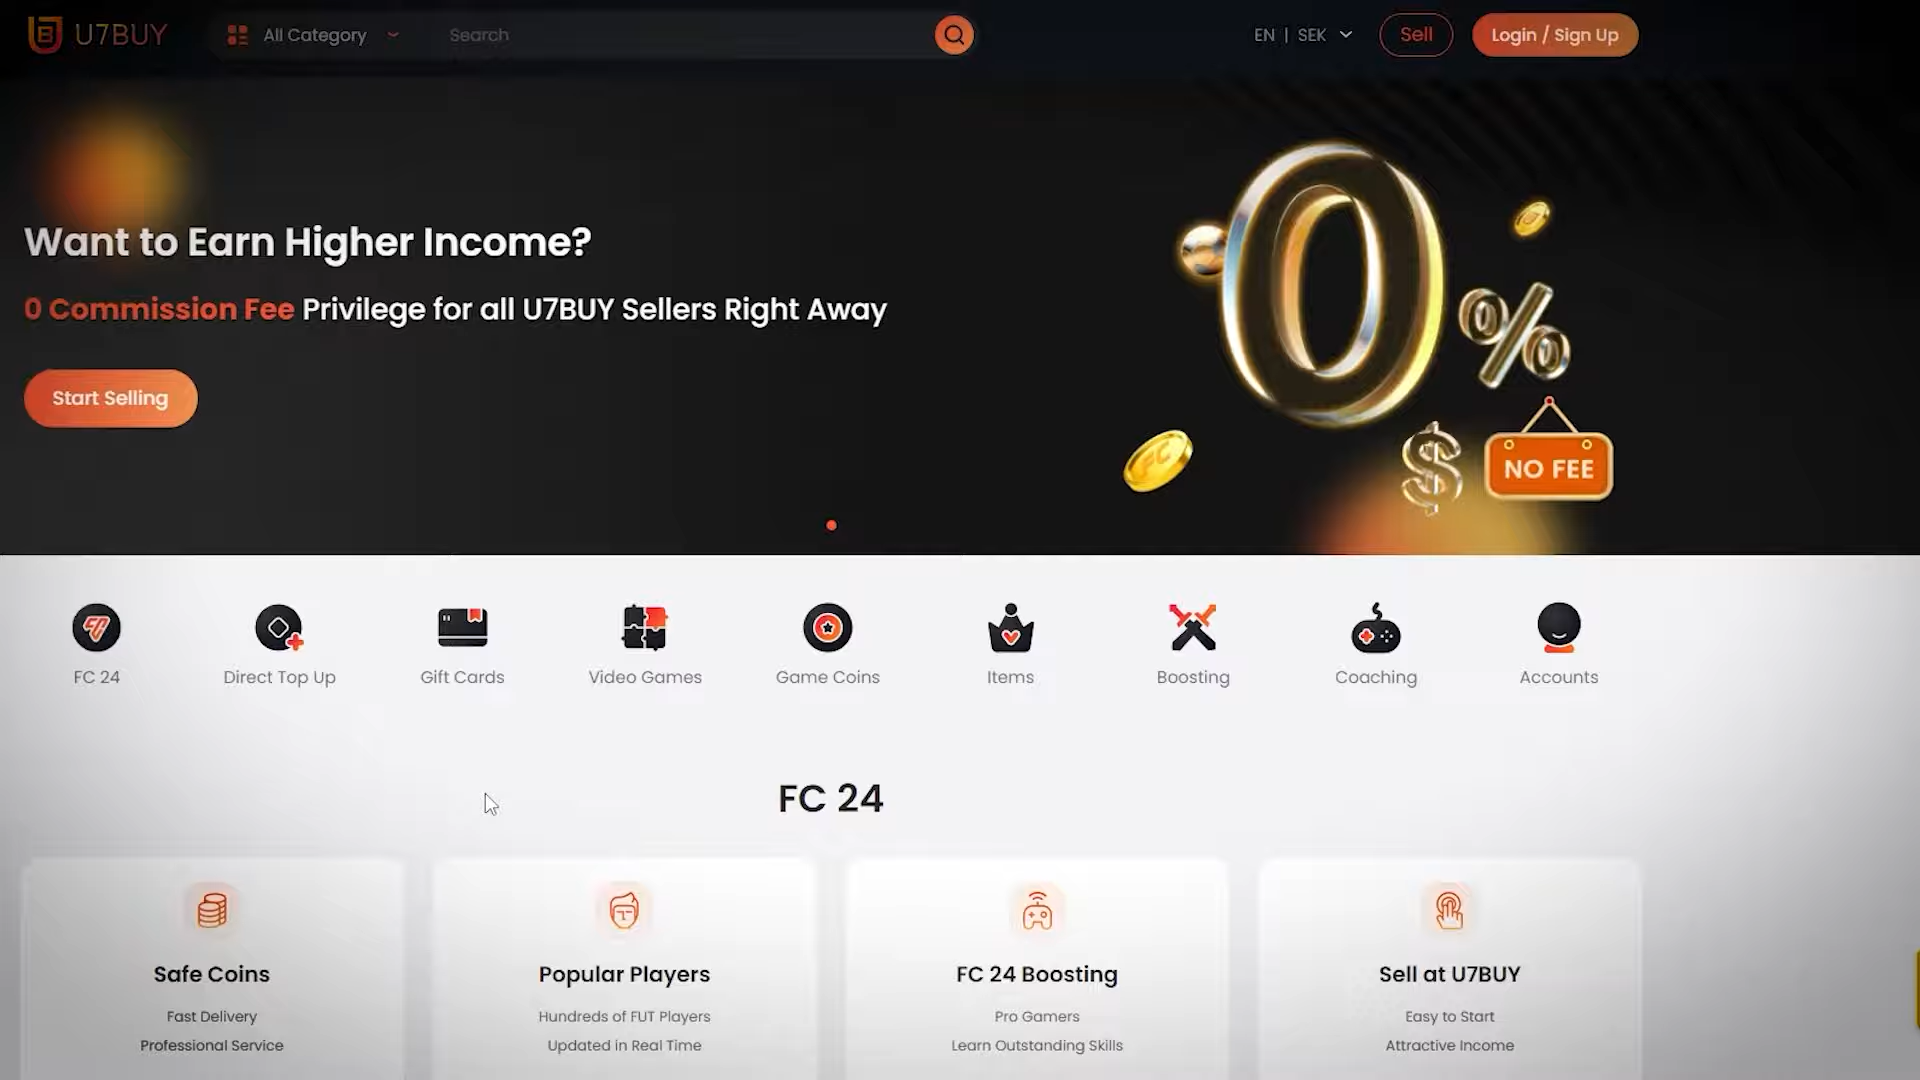 U7BUY
All Category
Search
EN | SEK
Sell
Login / Sign Up
Want to Earn Higher Income?
0 Commission Fee Privilege for all U7BUY Sellers Right Away
Start Selling
0%
FC
$
NO FEE
FC 24
Direct Top Up
Gift Cards
Video Games
Game Coins
Items
Boosting
Coaching
Accounts
FC 24
Safe Coins
Fast Delivery
Professional Service
Popular Players
Hundreds of FUT Players
Updated in Real Time
FC 24 Boosting
Pro Gamers
Learn Outstanding Skills
Sell at U7BUY
Easy to Start
Attractive Income